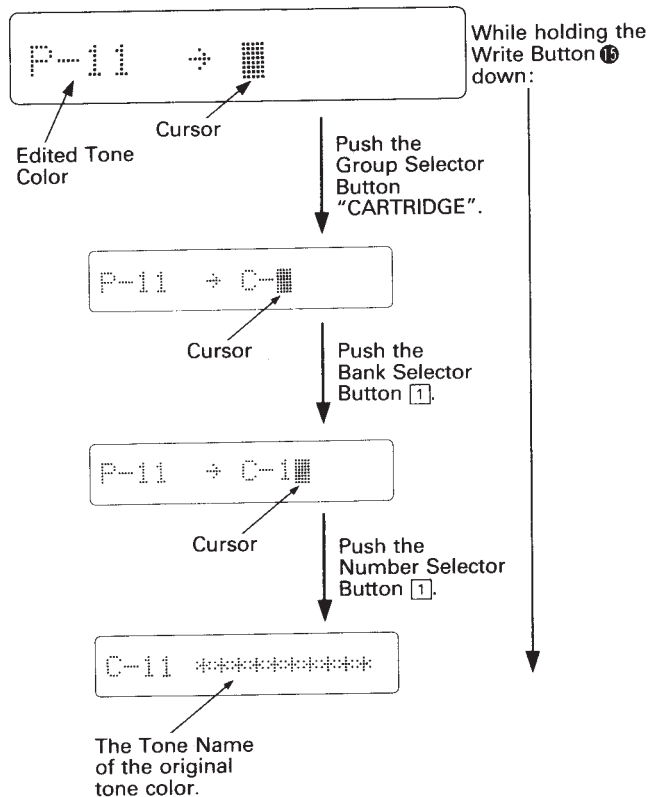 P-11 →
While holding the
Write Button ⓯
down:
Cursor
Edited Tone
Color
Push the
Group Selector
Button
"CARTRIDGE".
P-11 → C-
Cursor
Push the
Bank Selector
Button 1.
P-11 → C-1
Cursor
Push the
Number Selector
Button 1.
C-11 **********
The Tone Name
of the original
tone color.